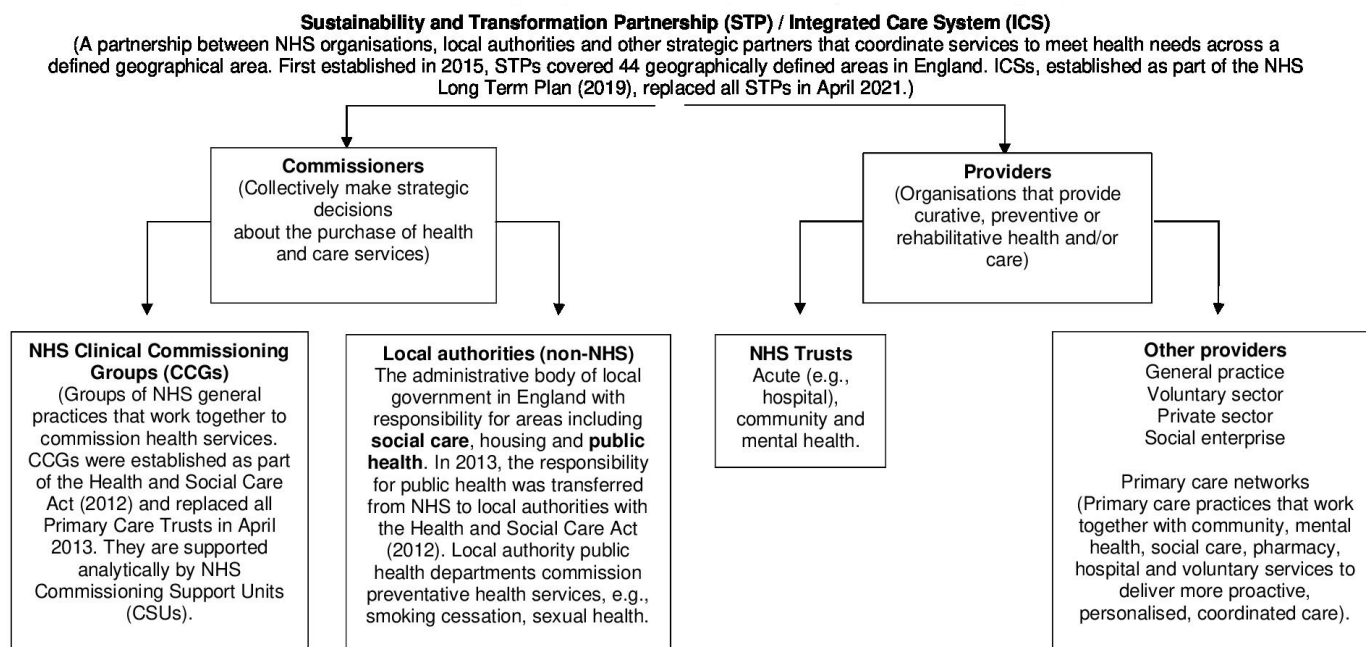 Sustainability and Transformation Partnership (STP) / Integrated Care System (ICS)
(A partnership between NHS organisations, local authorities and other strategic partners that coordinate services to meet health needs across a
defined geographical area. First established in 2015, STPs covered 44 geographically defined areas in England. ICSs, established as part of the NHS
Long Term Plan (2019), replaced all STPs in April 2021.)
Commissioners
(Collectively make strategic
decisions
about the purchase of health
and care services)
Providers
(Organisations that provide
curative, preventive or
rehabilitative health and/or
care)
NHS Clinical Commissioning
Groups (CCGs)
(Groups of NHS general
practices that work together to
commission health services.
CCGs were established as part
of the Health and Social Care
Act (2012) and replaced all
Primary Care Trusts in April
2013. They are supported
analytically by NHS
Commissioning Support Units
(CSUs).
Local authorities (non-NHS)
The administrative body of local
government in England with
responsibility for areas including
social care, housing and public
health. In 2013, the responsibility
for public health was transferred
from NHS to local authorities with
the Health and Social Care Act
(2012). Local authority public
health departments commission
preventative health services, e.g.,
smoking cessation, sexual health.
NHS Trusts
Acute (e.g.,
hospital),
community and
mental health.
Other providers
General practice
Voluntary sector
Private sector
Social enterprise
Primary care networks
(Primary care practices that work
together with community, mental
health, social care, pharmacy,
hospital and voluntary services to
deliver more proactive,
personalised, coordinated care).